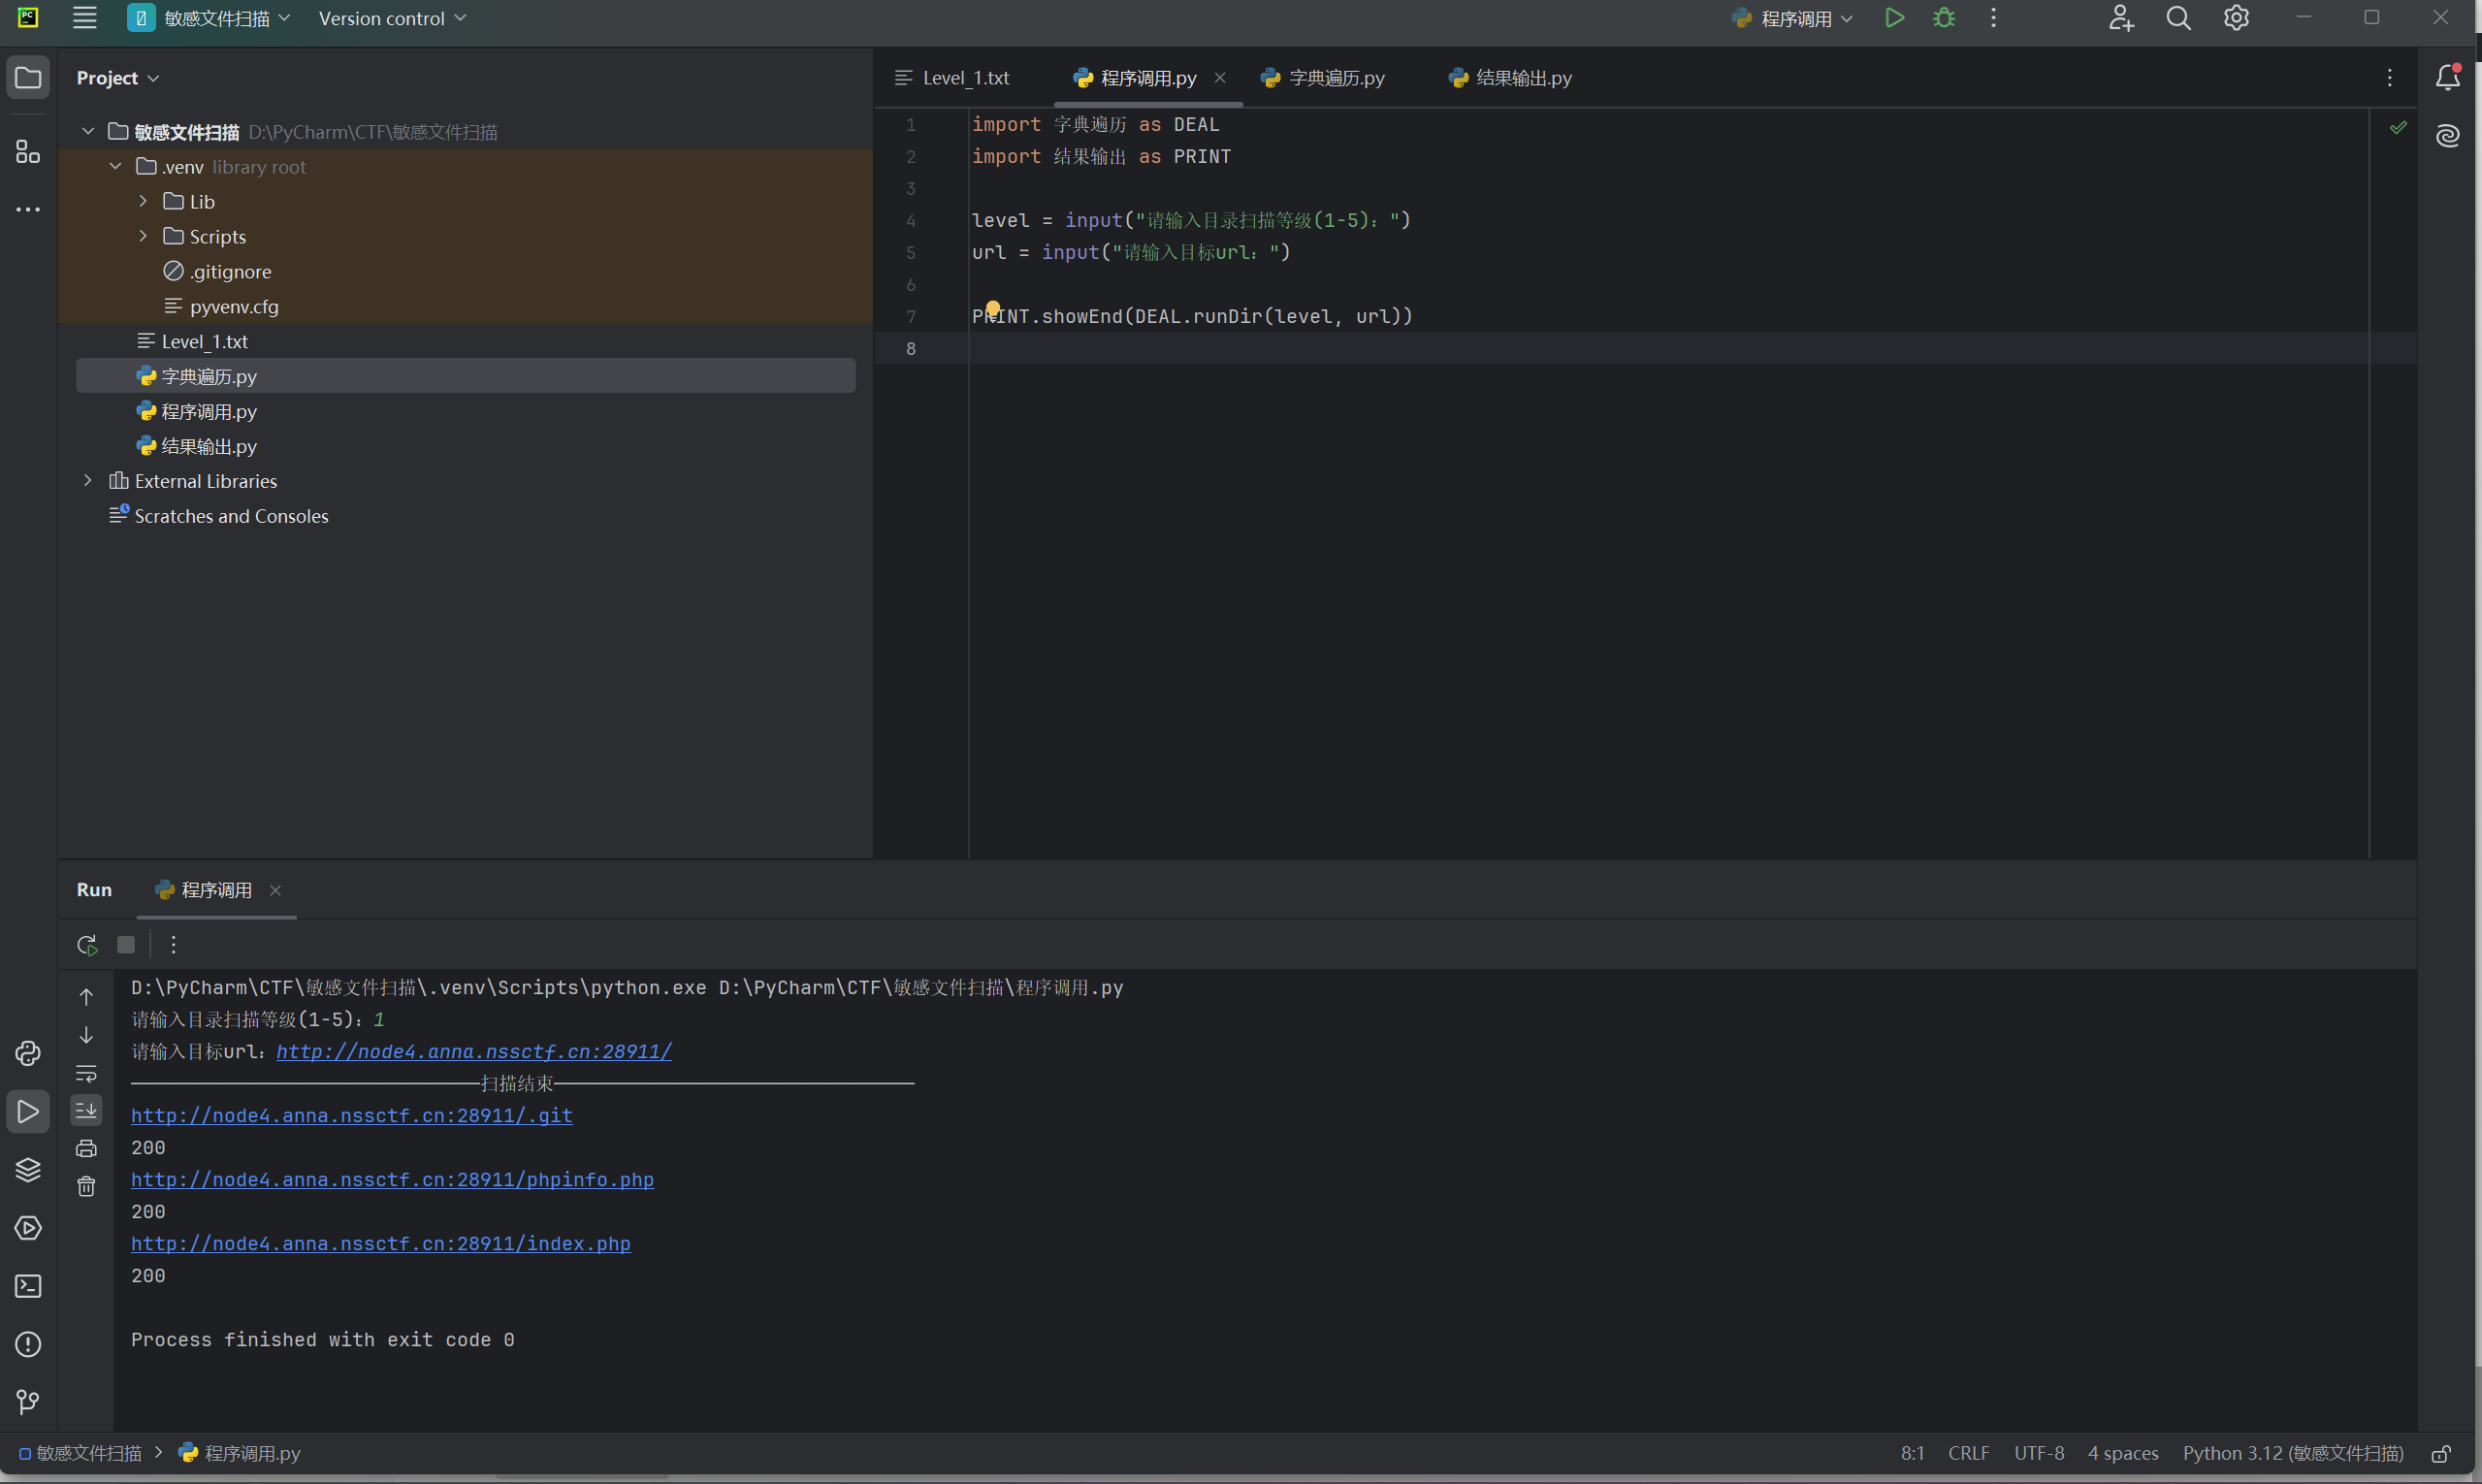 敏感文件扫描
Version control
程序调用
Project
敏感文件扫描 D:\PyCharm\CTF\敏感文件扫描
.venv library root
Lib
Scripts
.gitignore
pyvenv.cfg
Level_1.txt
字典遍历.py
程序调用.py
结果输出.py
External Libraries
Scratches and Consoles
Level_1.txt
程序调用.py
字典遍历.py
结果输出.py
1 import 字典遍历 as DEAL
2 import 结果输出 as PRINT
3
4 level = input("请输入目录扫描等级(1-5)：")
5 url = input("请输入目标url：")
6
7 PRINT.showEnd(DEAL.runDir(level, url))
8
Run
程序调用
D:\PyCharm\CTF\敏感文件扫描\.venv\Scripts\python.exe D:\PyCharm\CTF\敏感文件扫描\程序调用.py
请输入目录扫描等级(1-5)：1
请输入目标url：http://node4.anna.nssctf.cn:28911/
——————————————————————————————扫描结束———————————————————————————————
http://node4.anna.nssctf.cn:28911/.git
200
http://node4.anna.nssctf.cn:28911/phpinfo.php
200
http://node4.anna.nssctf.cn:28911/index.php
200
Process finished with exit code 0
敏感文件扫描 > 程序调用.py
8:1 CRLF UTF-8 4 spaces Python 3.12 (敏感文件扫描)